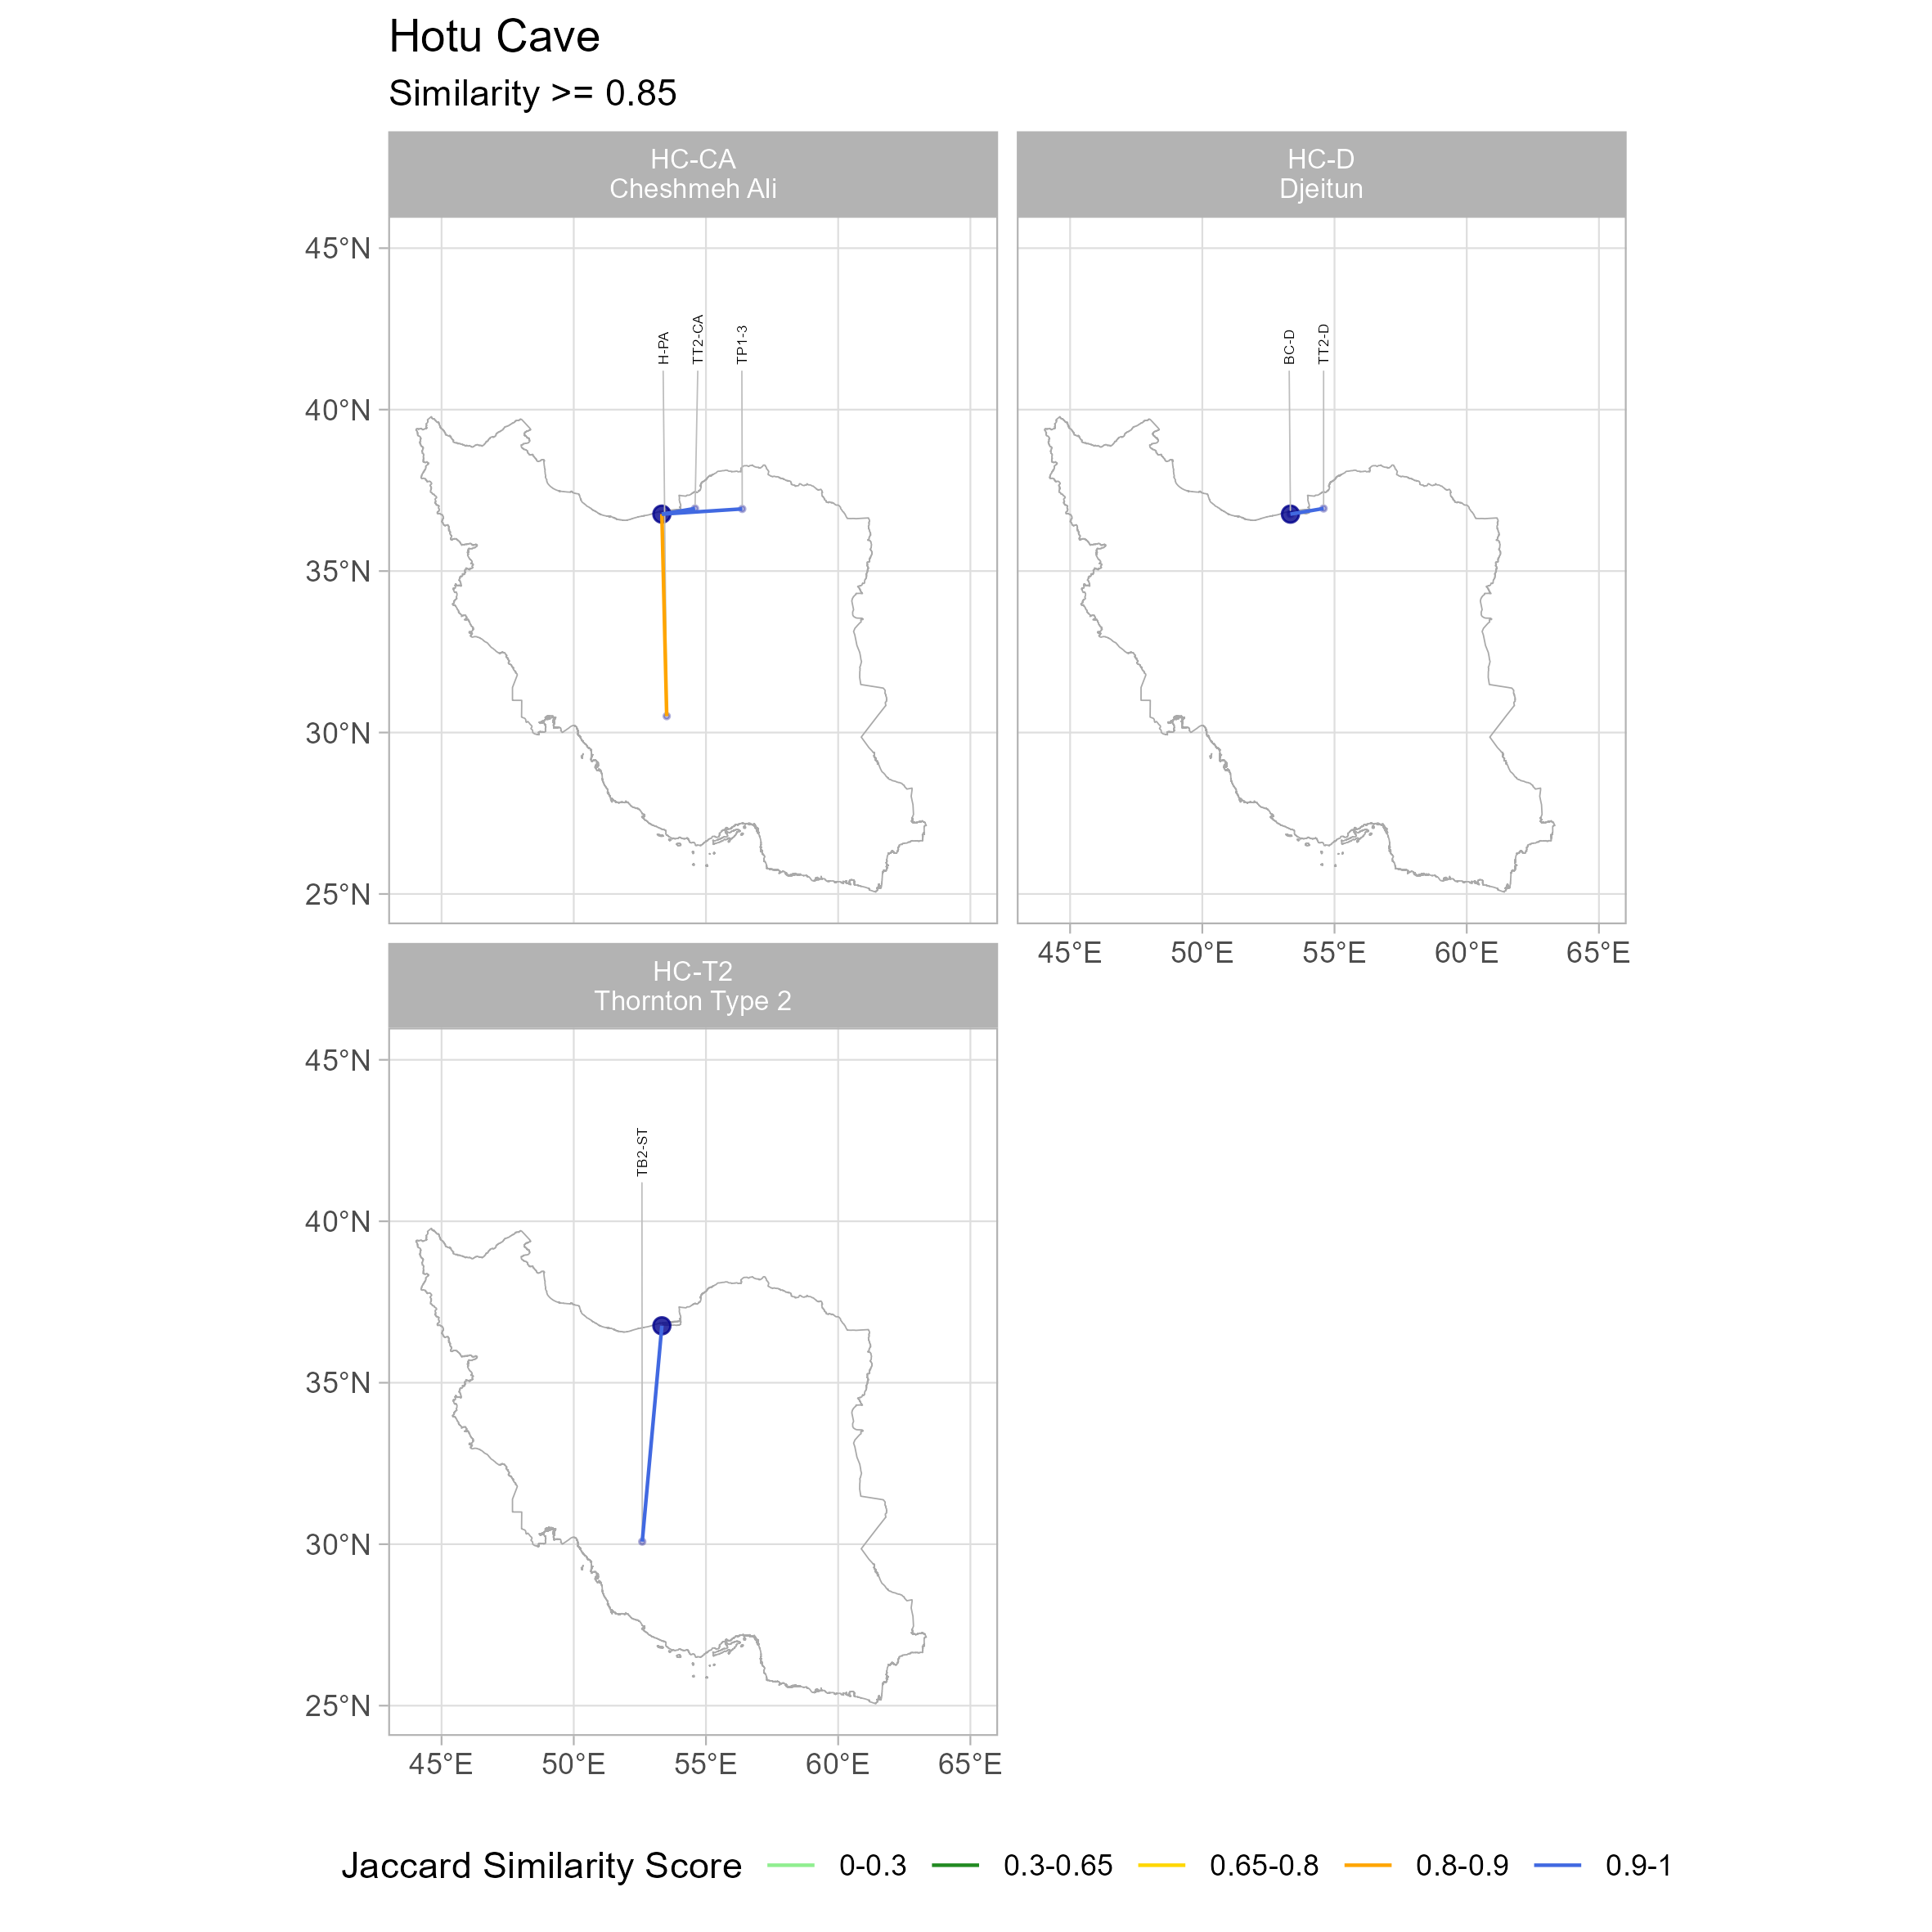 Hotu Cave
Similarity >= 0.85
HC-CA
Cheshmeh Ali
HC-D
Djeitun
45°N
40°N
35°N
30°N
25°N
H-PA
TT2-CA
TP1-3
BC-D
TT2-D
45°E 50°E 55°E 60°E 65°E
HC-T2
Thornton Type 2
45°N
40°N
35°N
30°N
25°N
TB2-ST
45°E 50°E 55°E 60°E 65°E
Jaccard Similarity Score 0-0.3 0.3-0.65 0.65-0.8 0.8-0.9 0.9-1